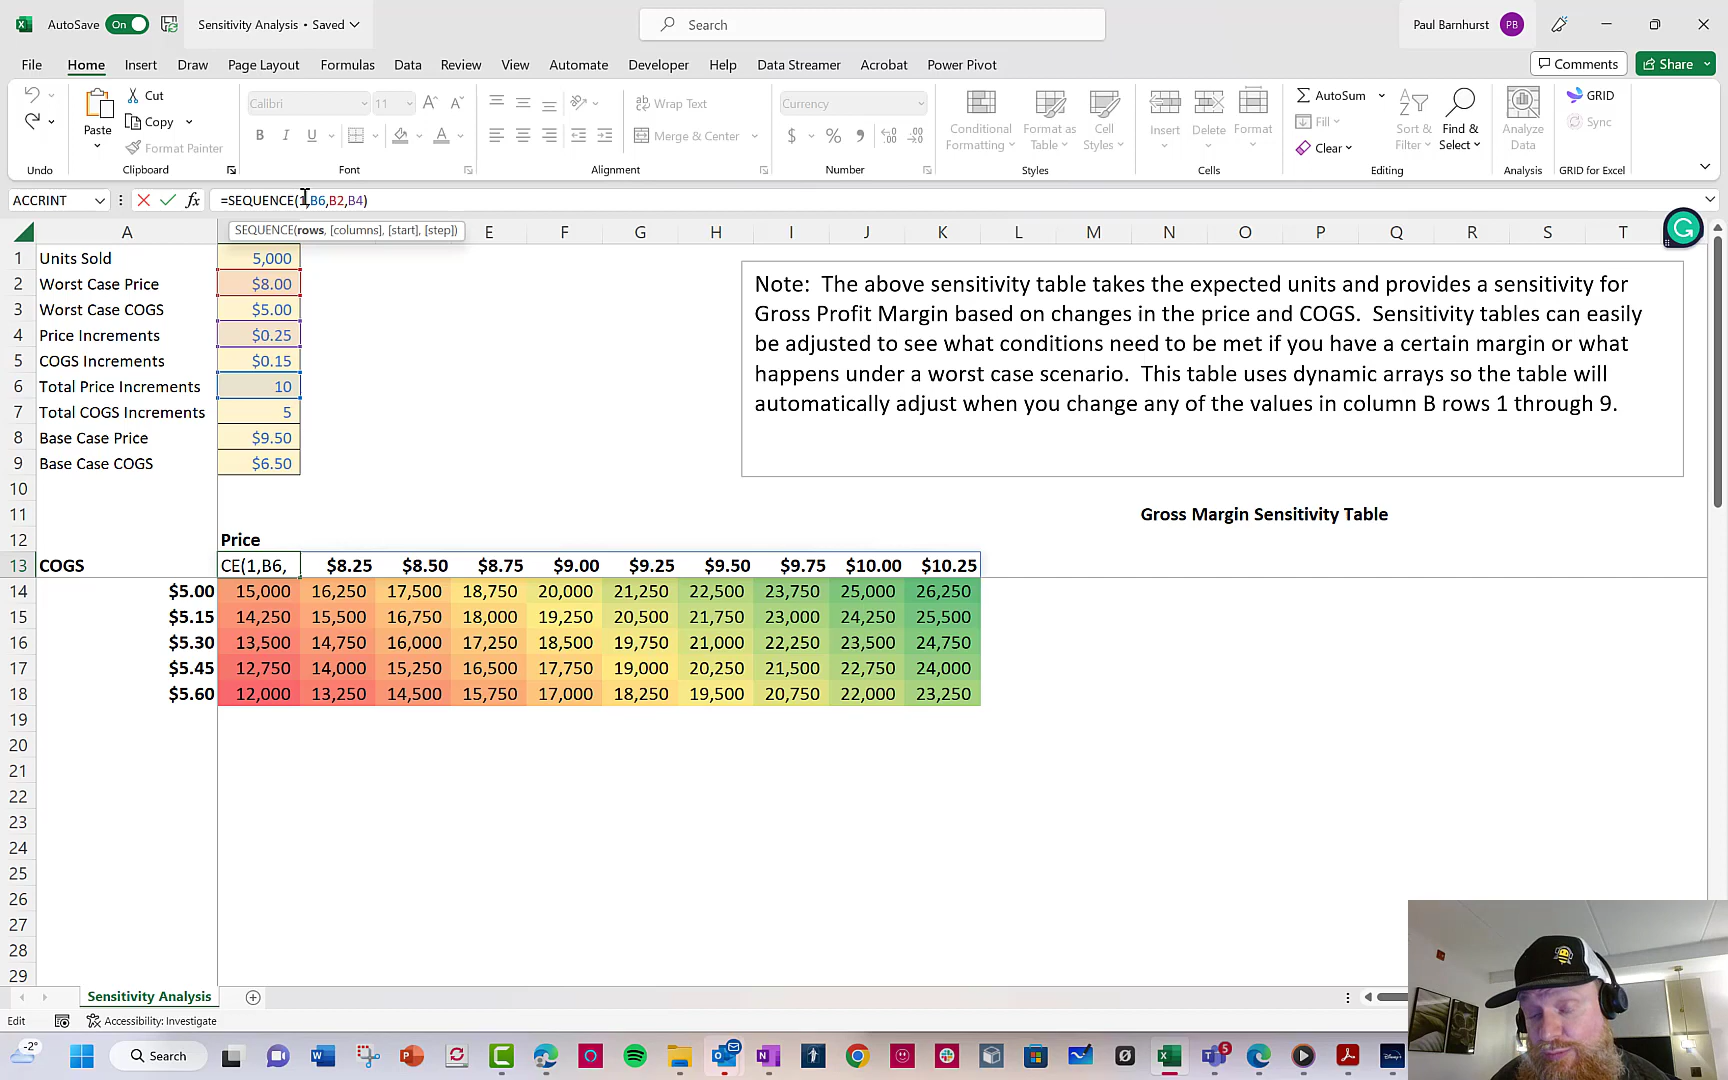 AutoSave On Sensitivity Analysis • Saved Search Paul Barnhurst PB
File Home Insert Draw Page Layout Formulas Data Review View Automate Developer Help Data Streamer Acrobat Power Pivot Comments Share
Cut Calibri 11 Wrap Text Currency AutoSum GRID
Paste Copy Conditional Formatting Format as Table Cell Styles Insert Delete Format Fill Sort & Filter Find & Select Analyze Data Sync
Format Painter B I U Merge & Center $ % Clear
Undo Clipboard Font Alignment Number Styles Cells Editing Analysis GRID for Excel
ACCRINT fx =SEQUENCE(1,B6,B2,B4)
SEQUENCE(rows, [columns], [start], [step])
A E F G H I J K L M N O P Q R S T
1 Units Sold 5,000
2 Worst Case Price $8.00
3 Worst Case COGS $5.00
4 Price Increments $0.25
5 COGS Increments $0.15
6 Total Price Increments 10
7 Total COGS Increments 5
8 Base Case Price $9.50
9 Base Case COGS $6.50
Note: The above sensitivity table takes the expected units and provides a sensitivity for
Gross Profit Margin based on changes in the price and COGS. Sensitivity tables can easily
be adjusted to see what conditions need to be met if you have a certain margin or what
happens under a worst case scenario. This table uses dynamic arrays so the table will
automatically adjust when you change any of the values in column B rows 1 through 9.
10
11 Gross Margin Sensitivity Table
12 Price
13 COGS CE(1,B6, $8.25 $8.50 $8.75 $9.00 $9.25 $9.50 $9.75 $10.00 $10.25
14 $5.00 15,000 16,250 17,500 18,750 20,000 21,250 22,500 23,750 25,000 26,250
15 $5.15 14,250 15,500 16,750 18,000 19,250 20,500 21,750 23,000 24,250 25,500
16 $5.30 13,500 14,750 16,000 17,250 18,500 19,750 21,000 22,250 23,500 24,750
17 $5.45 12,750 14,000 15,250 16,500 17,750 19,000 20,250 21,500 22,750 24,000
18 $5.60 12,000 13,250 14,500 15,750 17,000 18,250 19,500 20,750 22,000 23,250
19
20
21
22
23
24
25
26
27
28
29
Sensitivity Analysis
Edit Accessibility: Investigate
-2° Search 5